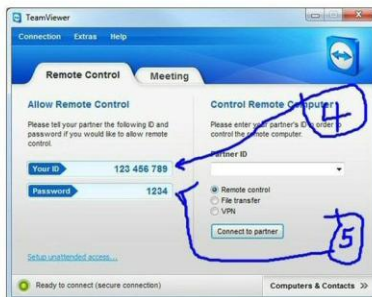 TeamViewer
Connection Extras Help
Remote Control Meeting
Allow Remote Control
Please tell your partner the following ID and
password if you would like to allow remote
control.
Your ID 123 456 789
Password 1234
Setup unattended access...
Control Remote Computer
Please enter your partner's ID in order to
control the remote computer.
Partner ID
Remote control
File transfer
VPN
Connect to partner
4
5
Ready to connect (secure connection)
Computers & Contacts >>